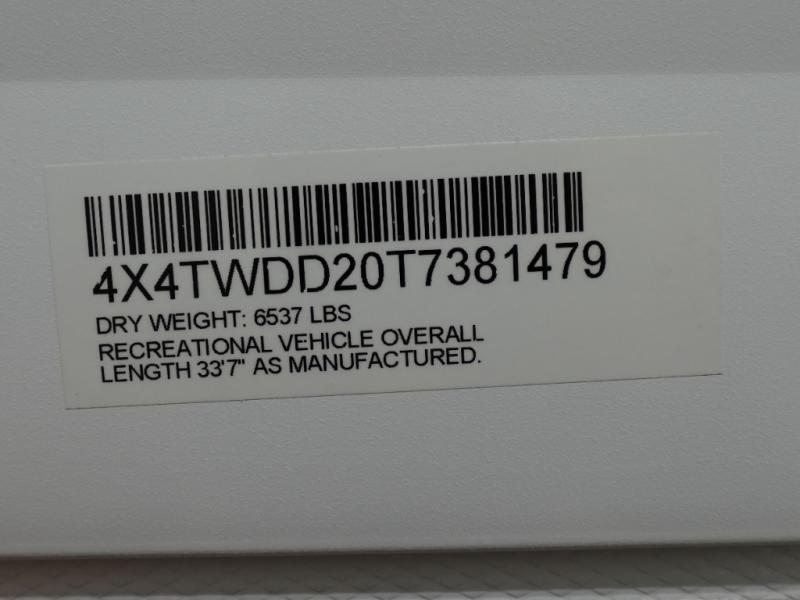 4X4TWDD20T7381479
DRY WEIGHT: 6537 LBS
RECREATIONAL VEHICLE OVERALL
LENGTH 33'7" AS MANUFACTURED.